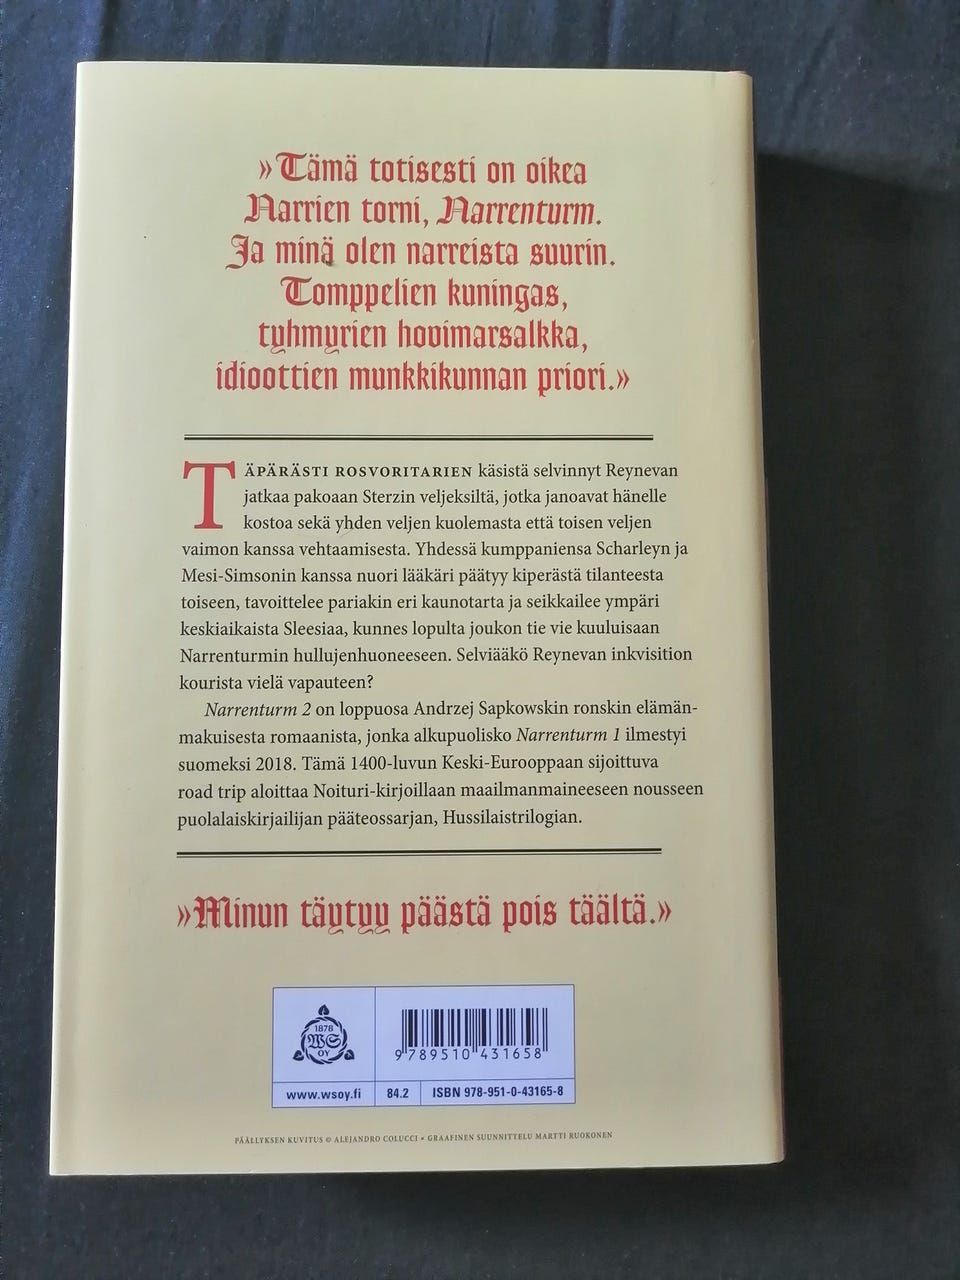 »Tämä totisesti on oikea
Narrien torni, Narrenturm.
Ja minä olen narreista suurin.
Tomppelien kuningas,
tyhmyrien hovimarsalkka,
idioottien munkkikunnan priori.»
TÄPÄRÄSTI ROSVORITARIEN käsistä selvinnyt Reynevan
jatkaa pakoaan Sterzin veljeksiltä, jotka janoavat hänelle
kostoa sekä yhden veljen kuolemasta että toisen veljen
vaimon kanssa vehtaamisesta. Yhdessä kumppaniensa Scharleyn ja
Mesi-Simsonin kanssa nuori lääkäri päätyy kiperästä tilanteesta
toiseen, tavoittelee pariakin eri kaunotarta ja seikkailee ympäri
keskiaikaista Sleesiaa, kunnes lopulta joukon tie vie kuuluisaan
Narrenturmin hullujenhuoneeseen. Selviääkö Reynevan inkvisition
kourista vielä vapauteen?
Narrenturm 2 on loppuosa Andrzej Sapkowskin ronskin elämän-
makuisesta romaanista, jonka alkupuolisko Narrenturm 1 ilmestyi
suomeksi 2018. Tämä 1400-luvun Keski-Eurooppaan sijoittuva
road trip aloittaa Noituri-kirjoillaan maailmanmaineeseen nousseen
puolalaiskirjailijan pääteossarjan, Hussilaistrilogian.
»Minun täytyy päästä pois täältä.»
1878
WS
OY
9 789510 431658
www.wsoy.fi
84.2
ISBN 978-951-0-43165-8
PÄÄLLYKSEN KUVITUS © ALEJANDRO COLUCCI • GRAAFINEN SUUNNITTELU MARTTI RUOKONEN